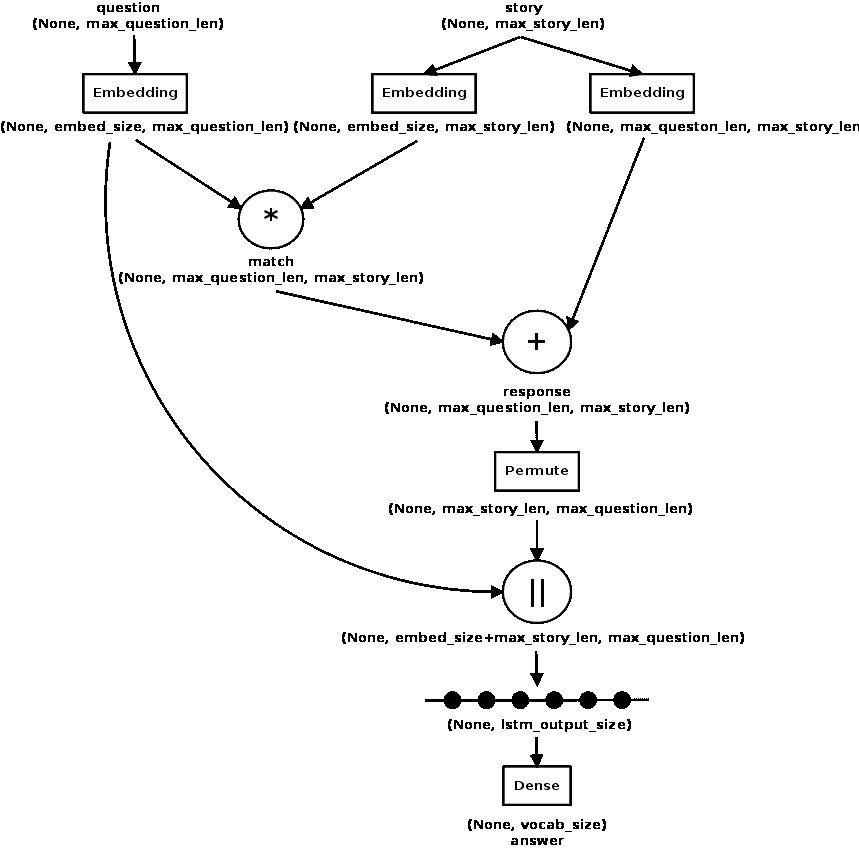 question
(None, max_question_len)
story
(None, max_story_len)
Embedding
Embedding
Embedding
(None, embed_size, max_question_len)
(None, embed_size, max_story_len)
(None, max_queston_len, max_story_len
*
match
(None, max_question_len, max_story_len)
+
response
(None, max_question_len, max_story_len)
Permute
(None, max_story_len, max_question_len)
||
(None, embed_size+max_story_len, max_question_len)
(None, lstm_output_size)
Dense
(None, vocab_size)
answer